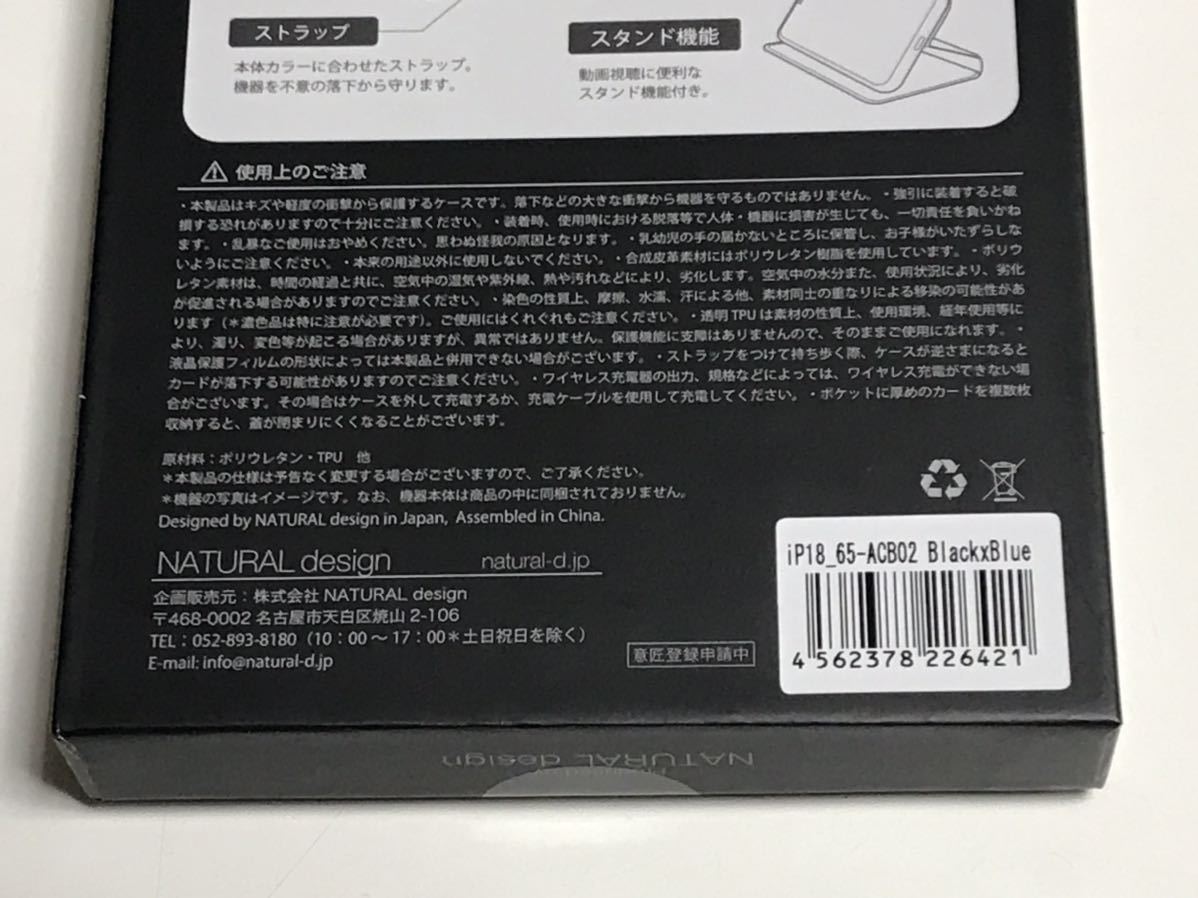 ストラップ
本体カラーに合わせたストラップ。
機器を不意の落下から守ります。
スタンド機能
動画視聴に便利な
スタンド機能付き。
使用上のご注意
・本製品はキズや軽度の衝撃から保護するケースです。落下などの大きな衝撃から機器を守るものではありません。・強引に装着すると破
損する恐れがありますので十分にご注意ください。・装着時、使用時における脱落等で人体・機器に損害が生じても、一切責任を負いかね
ます。・乱暴なご使用はおやめください。思わぬ怪我の原因となります。・乳幼児の手の届かないところに保管し、お子様がいたずらしな
いようにご注意ください。・本来の用途以外に使用しないでください。・合成皮革素材にはポリウレタン樹脂を使用しています。・ポリウ
レタン素材は、時間の経過と共に、空気中の湿気や紫外線、熱や汚れなどにより、劣化します。空気中の水分また、使用状況により、劣化
が促進される場合がありますのでご注意ください。・染色の性質上、摩擦、水濡、汗による他、素材同士の重なりによる移染の可能性があ
ります（＊濃色品は特に注意が必要です）。ご使用にはくれぐれもご注意ください。・透明TPUは素材の性質上、使用環境、経年使用等に
より、濁り、変色等が起こる場合がありますが、異常ではありません。保護機能に支障はありませんので、そのままご使用になれます。・
液晶保護フィルムの形状によっては本製品と併用できない場合がございます。・ストラップをつけて持ち歩く際、ケースが逆さまになると
カードが落下する可能性がありますのでご注意ください。・ワイヤレス充電器の出力、規格などによっては、ワイヤレス充電ができない場
合がございます。その場合はケースを外して充電するか、充電ケーブルを使用して充電してください。・ポケットに厚めのカードを複数枚
収納すると、蓋が閉まりにくくなることがございます。
原材料：ポリウレタン・TPU 他
＊本製品の仕様は予告なく変更する場合がございますので、ご了承ください。
＊機器の写真はイメージです。なお、機器本体は商品の中に同梱されておりません。
Designed by NATURAL design in Japan, Assembled in China.
NATURAL design natural-d.jp
企画販売元：株式会社 NATURAL design
〒468-0002 名古屋市天白区焼山 2-106
TEL：052-893-8180（10：00～17：00＊土日祝日を除く）
E-mail: info@natural-d.jp
意匠登録申請中
iP18_65-ACB02 BlackxBlue
4 562378 226421
NATURAL design